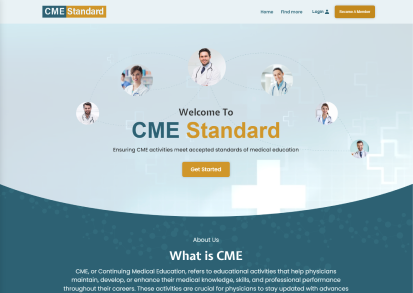 CME Standard
Home Find more Login Become A Member
Welcome To
CME Standard
Ensuring CME activities meet accepted standards of medical education
Get Started
About Us
What is CME
CME, or Continuing Medical Education, refers to educational activities that help physicians
maintain, develop, or enhance their medical knowledge, skills, and professional performance
throughout their careers. These activities are crucial for physicians to stay updated with advances